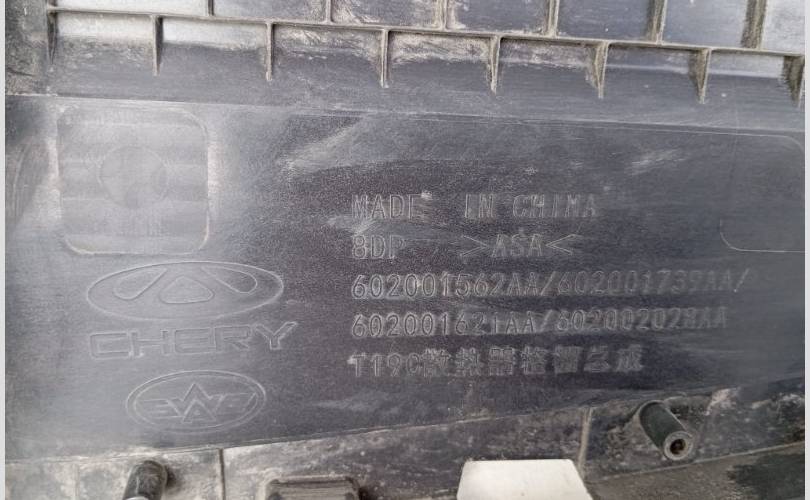 MADE IN CHINA
8DP >ASA<
602001562AA/602001739AA/
602001621AA/602002028AA
T19C散热器格栅总成
CHERY